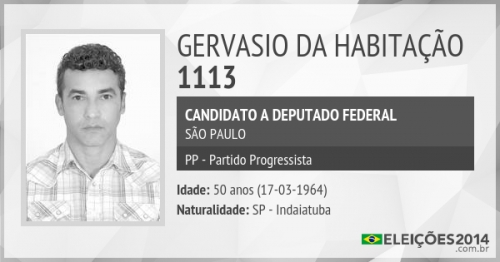 GERVASIO DA HABITAÇÃO
1113
CANDIDATO A DEPUTADO FEDERAL
SÃO PAULO
PP - Partido Progressista
Idade: 50 anos (17-03-1964)
Naturalidade: SP - Indaiatuba
ELEIÇÕES2014
.com.br